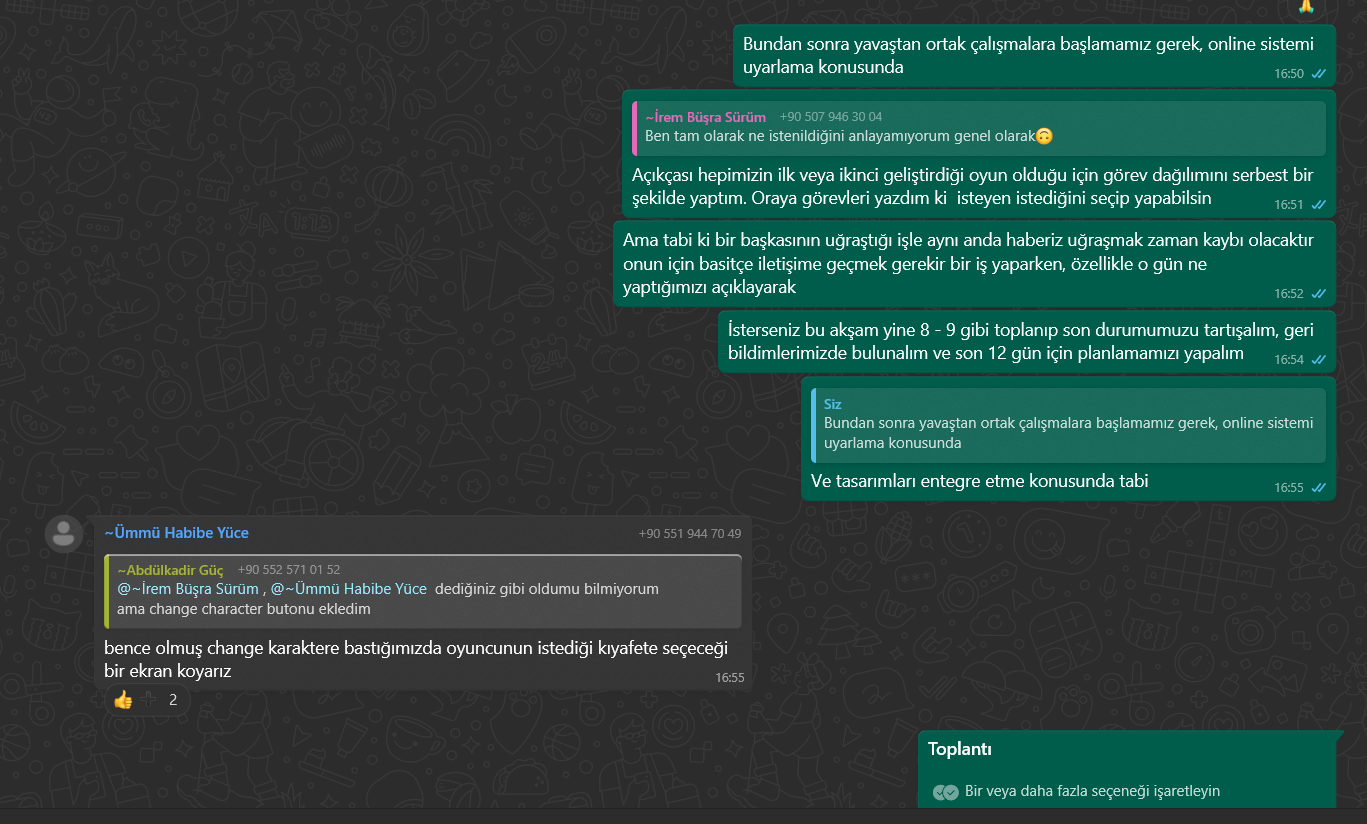 Bundan sonra yavaştan ortak çalışmalara başlamamız gerek, online sistemi
uyarlama konusunda
16:50
~İrem Büşra Sürüm +90 507 946 30 04
Ben tam olarak ne istenildiğini anlayamıyorum genel olarak🙃
Açıkçası hepimizin ilk veya ikinci geliştirdiği oyun olduğu için görev dağılımını serbest bir
şekilde yaptım. Oraya görevleri yazdım ki isteyen istediğini seçip yapabilsin
16:51
Ama tabi ki bir başkasının uğraştığı işle aynı anda haberiz uğraşmak zaman kaybı olacaktır
onun için basitçe iletişime geçmek gerekir bir iş yaparken, özellikle o gün ne
yaptığımızı açıklayarak
16:52
İsterseniz bu akşam yine 8 - 9 gibi toplanıp son durumumuzu tartışalım, geri
bildimlerimizde bulunalım ve son 12 gün için planlamamızı yapalım
16:54
Siz
Bundan sonra yavaştan ortak çalışmalara başlamamız gerek, online sistemi
uyarlama konusunda
Ve tasarımları entegre etme konusunda tabi
16:55
~Ümmü Habibe Yüce +90 551 944 70 49
~Abdülkadir Güç +90 552 571 01 52
@~İrem Büşra Sürüm , @~Ümmü Habibe Yüce dediğiniz gibi oldumu bilmiyorum
ama change character butonu ekledim
bence olmuş change karaktere bastığımızda oyuncunun istediği kıyafete seçeceği
bir ekran koyarız
16:55
👍 2
Toplantı
Bir veya daha fazla seçeneği işaretleyin